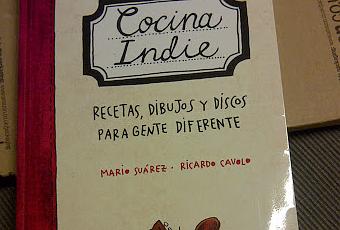 Cocina
Indie
RECETAS, DIBUJOS Y DISCOS
PARA GENTE DIFERENTE
MARIO SUÁREZ · RICARDO CAVOLO